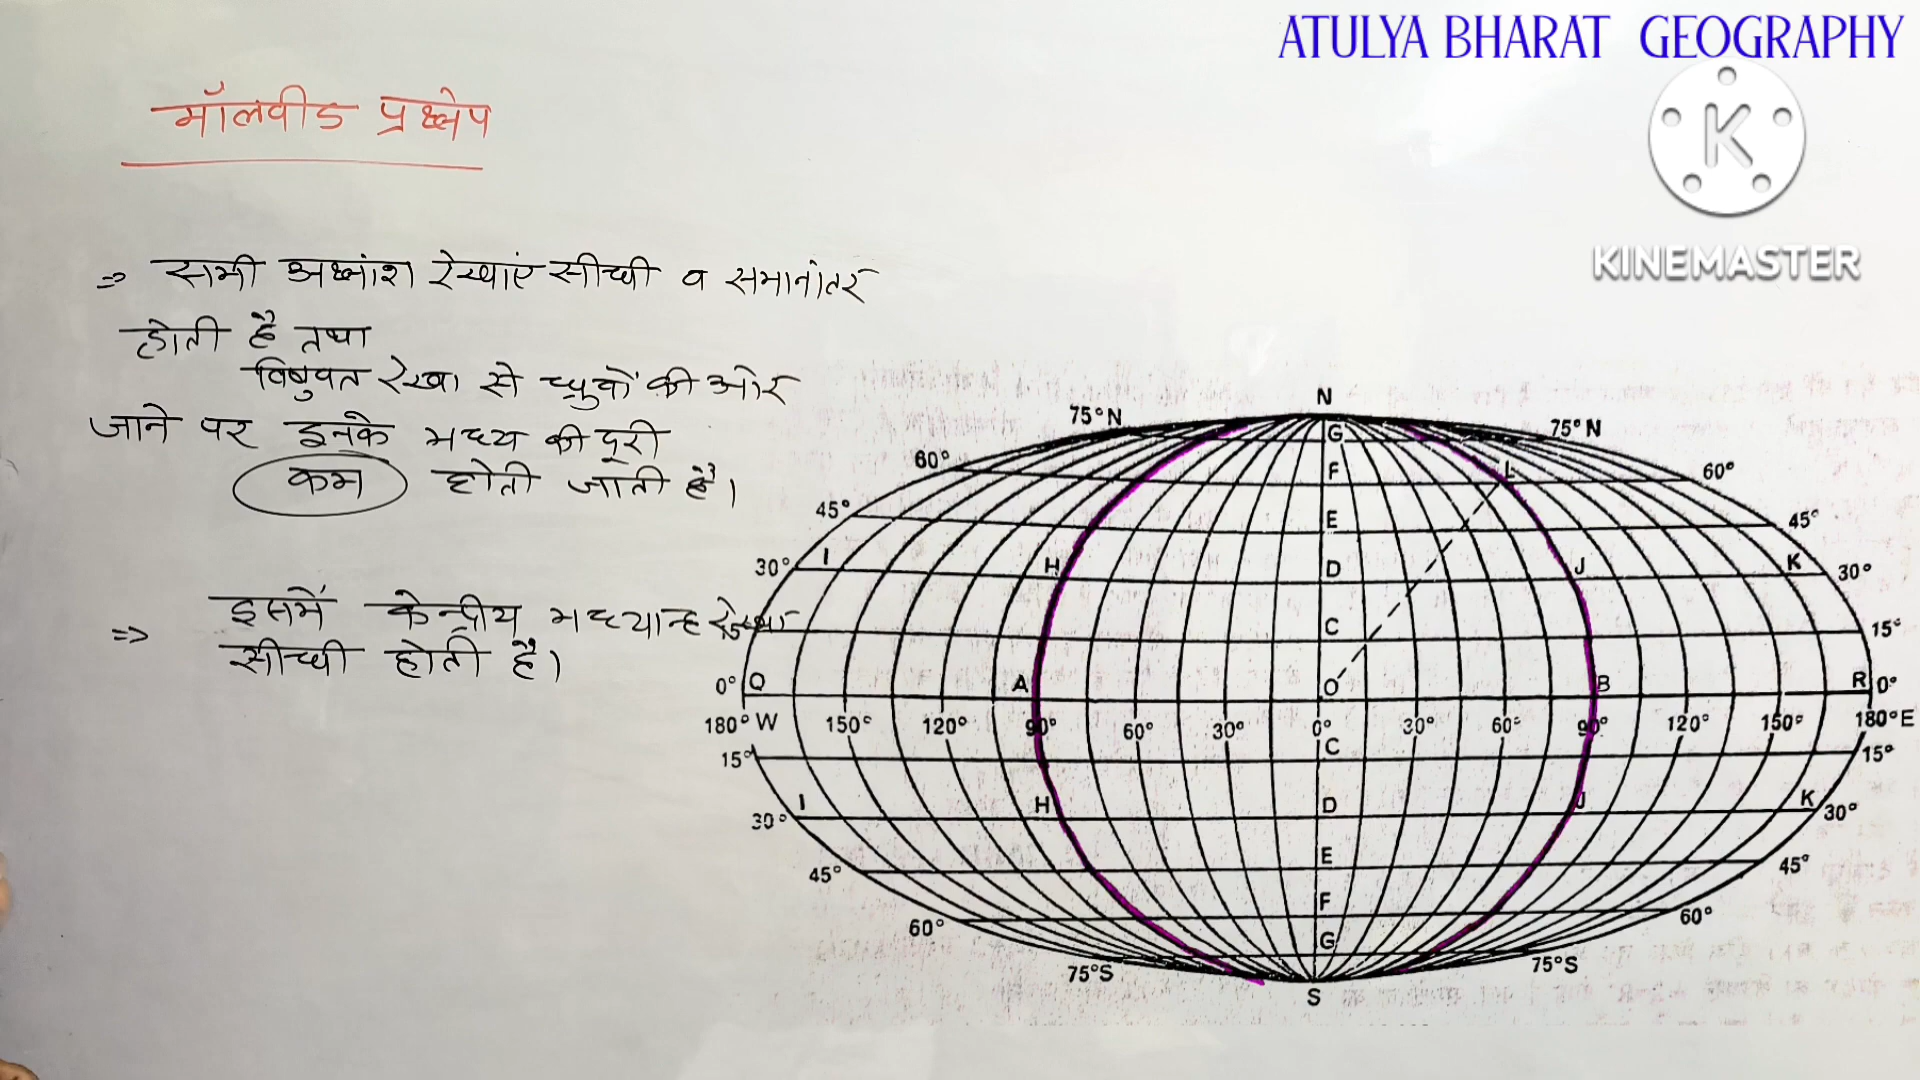 ATULYA BHARAT GEOGRAPHY
K
KINEMASTER
मॉलवीड प्रक्षेप
⇒ सभी अक्षांश रेखाएं सीधी व समानांतर
होती है तथा
विषुवत रेखा से ध्रुवों की ओर
जाने पर इनके मध्य की दूरी
कम होती जाती है।
⇒ इसमें केन्द्रीय मध्यान्ह रेखा
सीधी होती है।
N
75°N G 75°N
60° F L 60°
45° E 45°
30° I H D J K 30°
C 15°
0° Q A O B R 0°
180° W 150° 120° 90° 60° 30° 0° 30° 60° 90° 120° 150° 180°E
15° C 15°
30° I H D J K 30°
45° E 45°
60° F 60°
75°S G 75°S
S